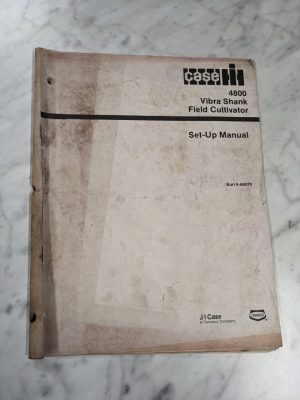 case IH
4800
Vibra Shank
Field Cultivator
Set-Up Manual
J I Case
A Tenneco Company